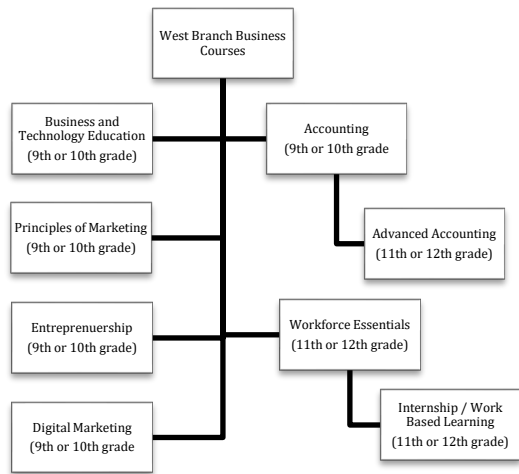 West Branch Business
Courses
Business and
Technology Education
(9th or 10th grade)
Accounting
(9th or 10th grade
Principles of Marketing
(9th or 10th grade)
Advanced Accounting
(11th or 12th grade)
Entreprenuership
(9th or 10th grade)
Workforce Essentials
(11th or 12th grade)
Digital Marketing
(9th or 10th grade
Internship / Work
Based Learning
(11th or 12th grade)